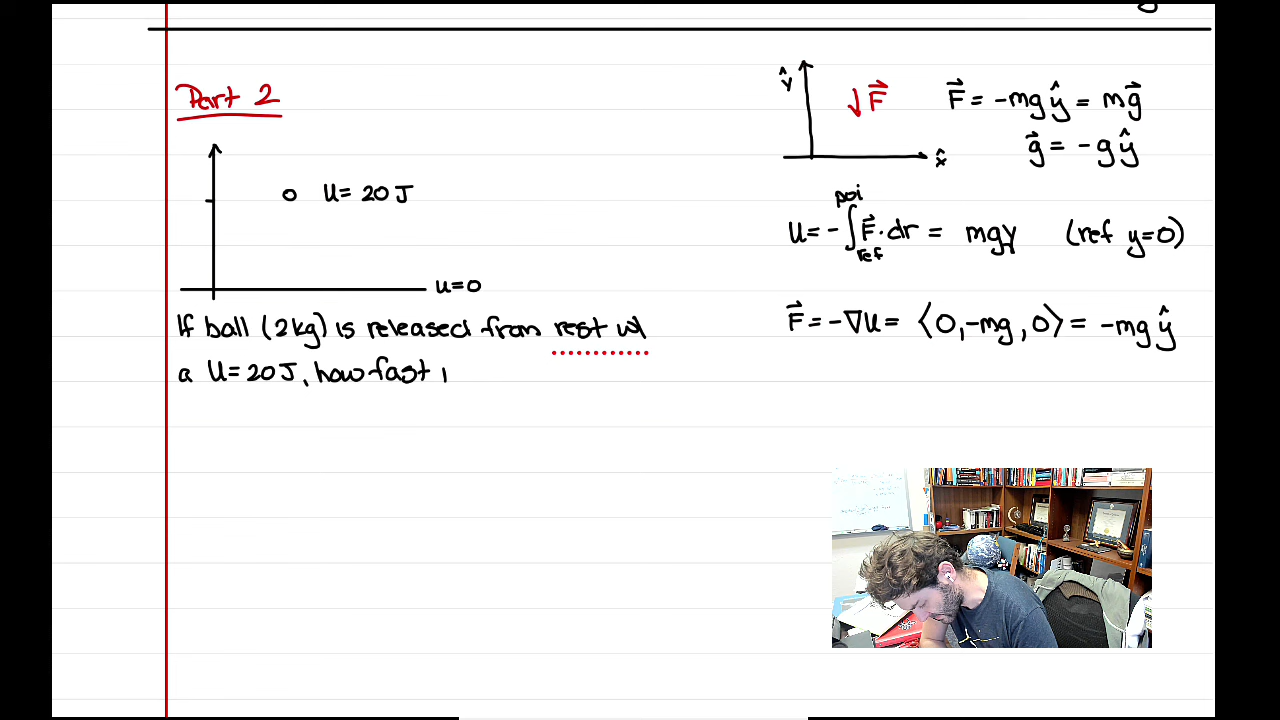 Part 2
U = 20 J
u = 0
If ball (2kg) is released from rest w/
a U = 20 J, how fast
ŷ
↓F⃗
F⃗ = -mg ŷ = mg⃗
x̂
g⃗ = -g ŷ
poi
U = -∫F⃗·dr = mgy (ref y=0)
ref
F⃗ = -∇U = ⟨0, -mg, 0⟩ = -mg ŷ